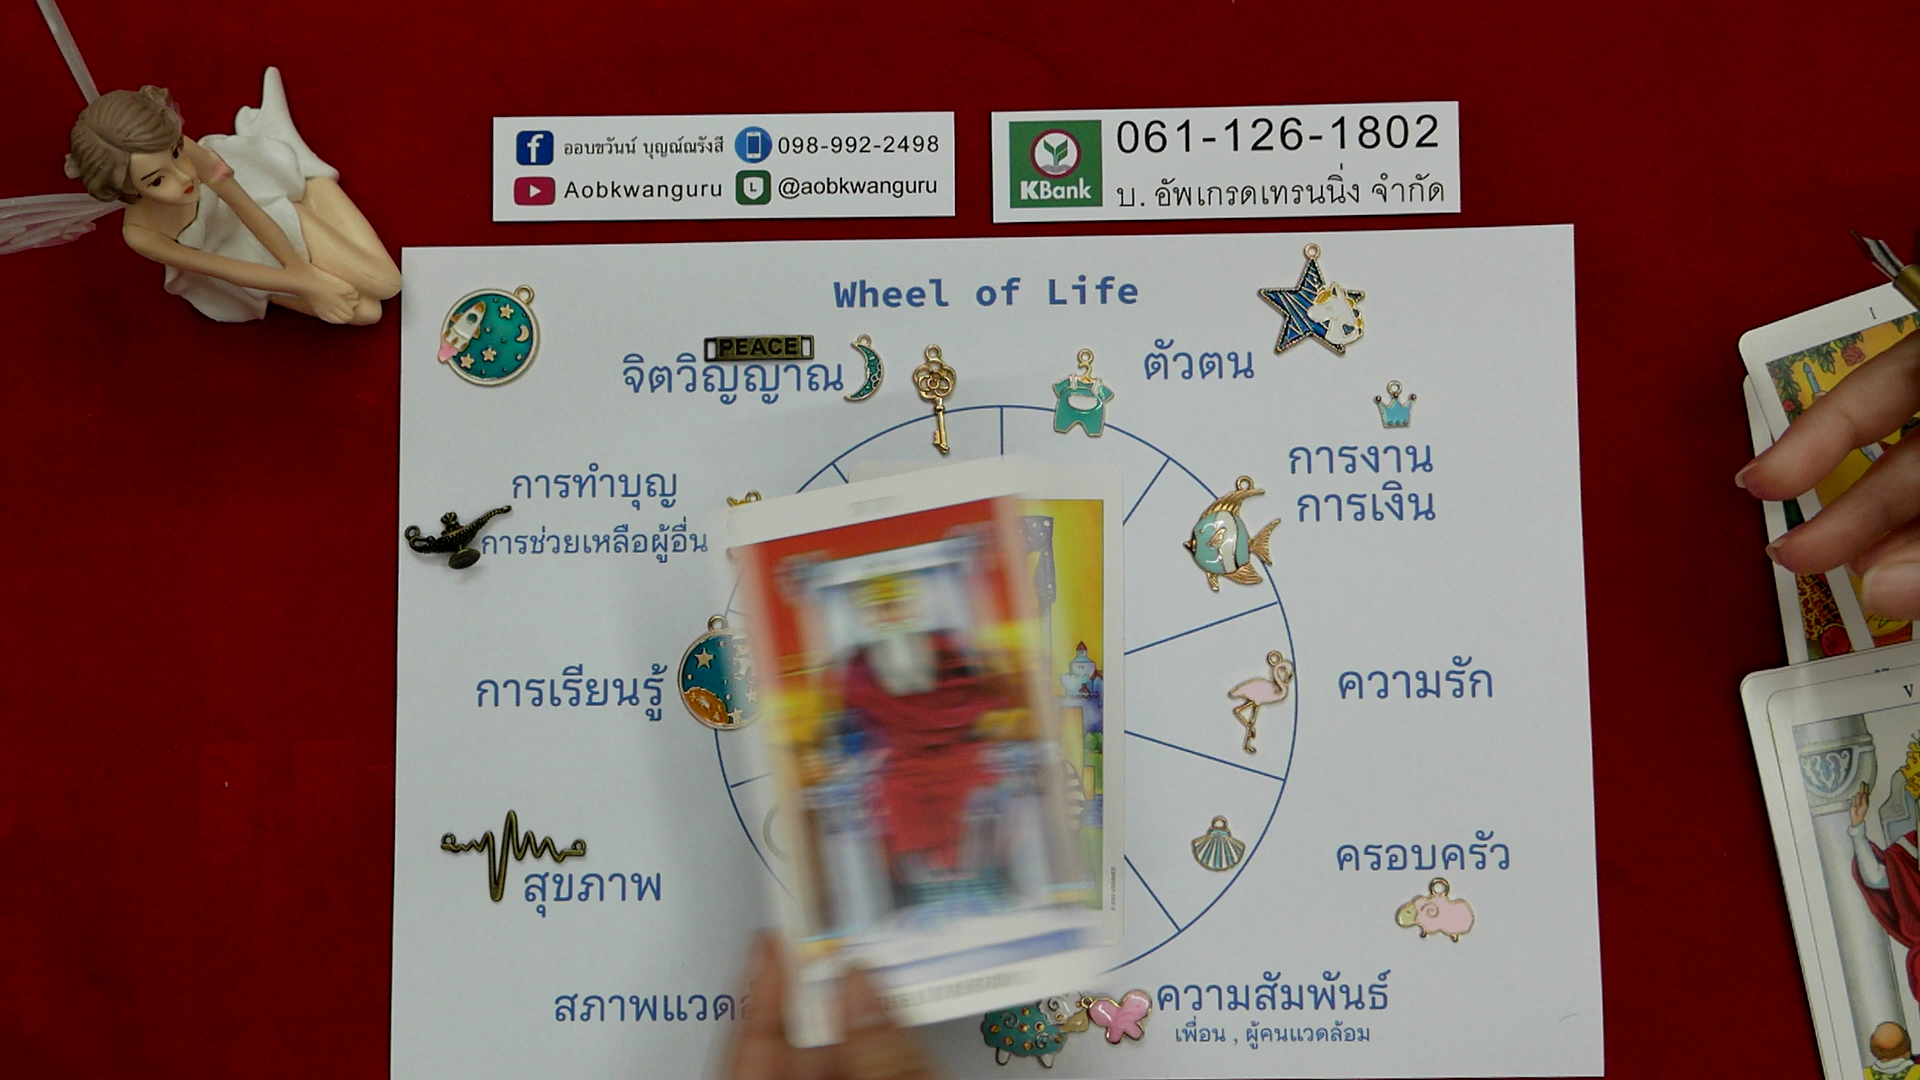 ออบขวันน์ บุญณ์ณรังสี
098-992-2498
Aobkwanguru
@aobkwanguru
KBank
061-126-1802
บ. อัพเกรดเทรนนิ่ง จำกัด
Wheel of Life
PEACE
จิตวิญญาณ
ตัวตน
การงาน
การเงิน
การทำบุญ
การช่วยเหลือผู้อื่น
การเรียนรู้
ความรัก
สุขภาพ
ครอบครัว
ความสัมพันธ์
เพื่อน , ผู้คนแวดล้อม
I
V